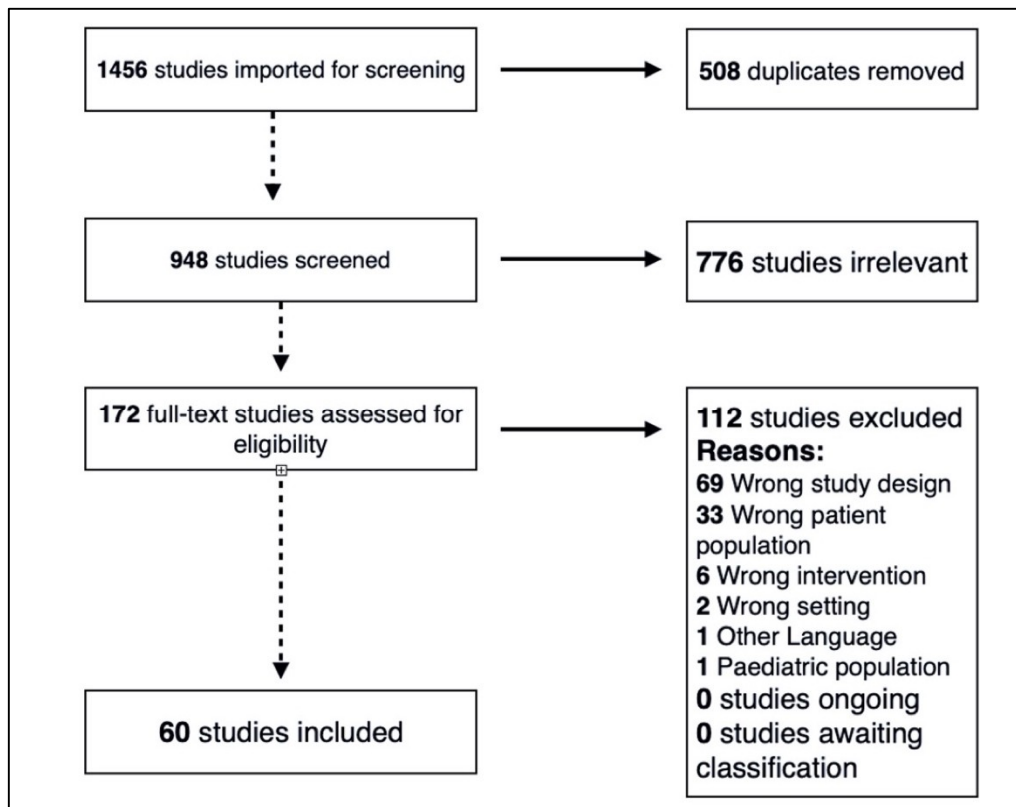 1456 studies imported for screening
508 duplicates removed
948 studies screened
776 studies irrelevant
172 full-text studies assessed for
eligibility
112 studies excluded
Reasons:
69 Wrong study design
33 Wrong patient
population
6 Wrong intervention
2 Wrong setting
1 Other Language
1 Paediatric population
0 studies ongoing
0 studies awaiting
classification
60 studies included